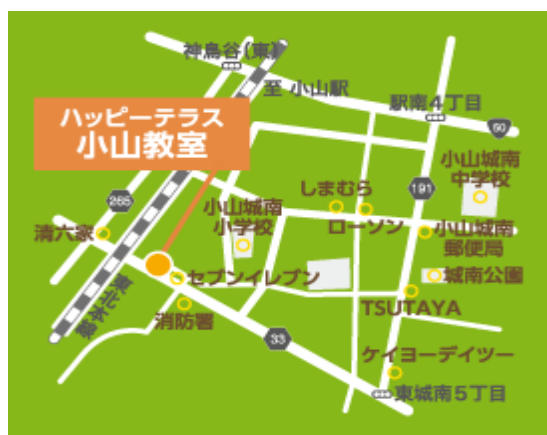 神鳥谷(東)
至 小山駅
駅南4丁目
50
ハッピーテラス
小山教室
265
191
小山城南
中学校
しまむら
ローソン
小山城南
小学校
小山城南
郵便局
清六家
セブンイレブン
城南公園
東北本線
消防署
TSUTAYA
33
ケイヨーデイツー
東城南5丁目